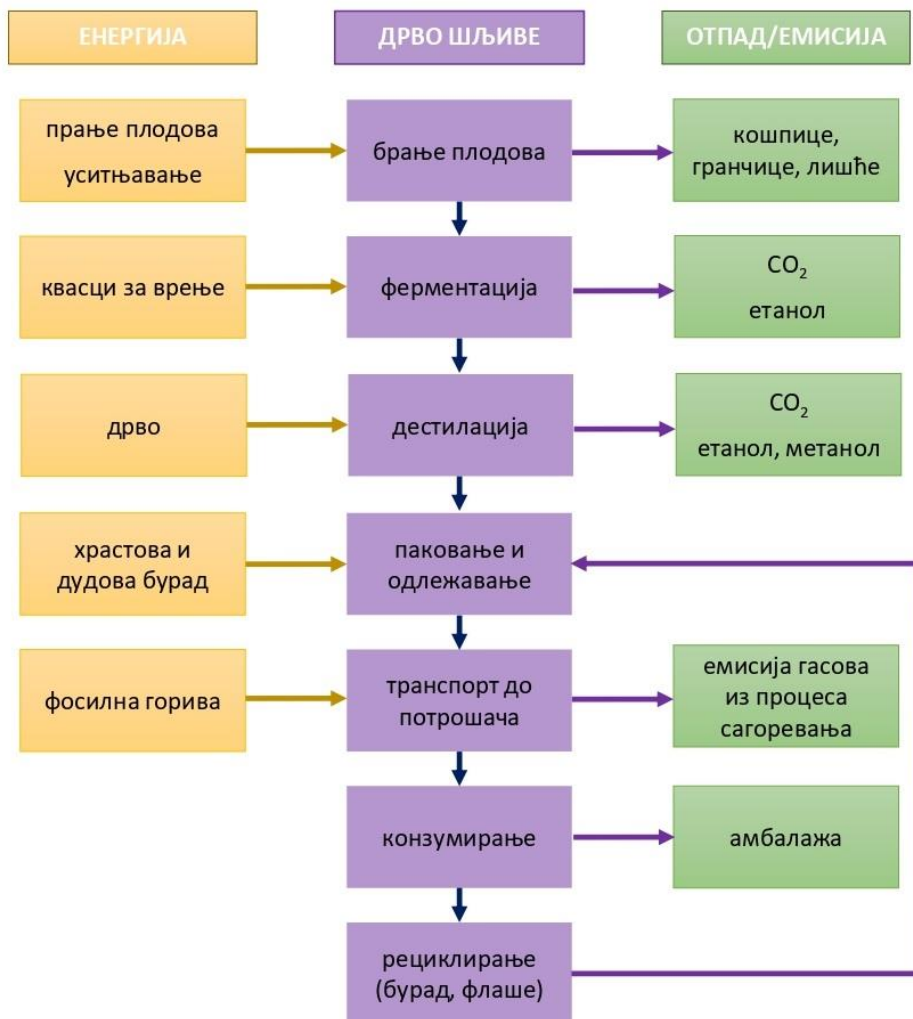 ЕНЕРГИЈА
ДРВО ШЉИВЕ
ОТПАД/ЕМИСИЈА
прање плодова
уситњавање
брање плодова
кошпице,
гранчице, лишће
квасци за врење
ферментација
CO₂
етанол
дрво
дестилација
CO₂
етанол, метанол
храстова и
дудова бурад
паковање и
одлежавање
фосилна горива
транспорт до
потрошача
емисија гасова
из процеса
сагоревања
конзумирање
амбалажа
рециклирање
(бурад, флаше)